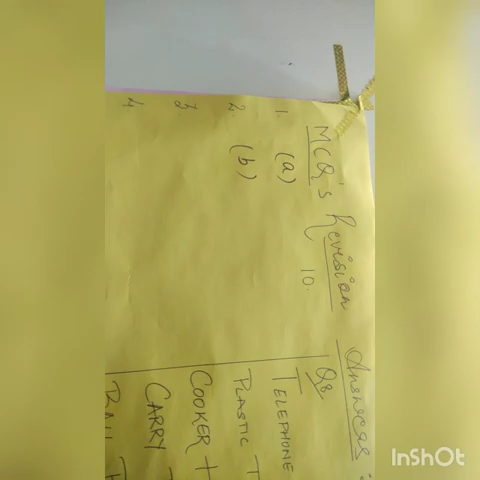 MCQ's Revision Answers :
1. (a) 10.
2. (b)
3.
4
Q8
TELEPHONE
PLASTIC T
COOKER
CARRY
InShOt